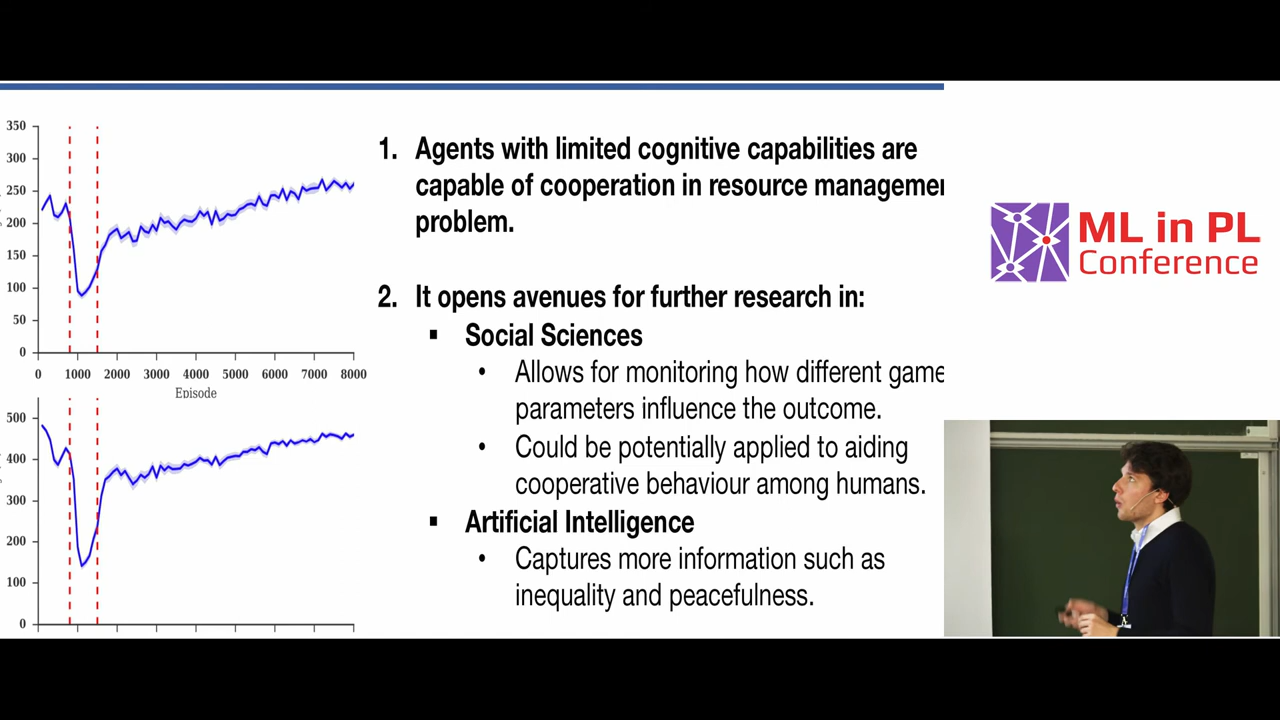 350
300
250
200
150
100
50
0
0 1000 2000 3000 4000 5000 6000 7000 8000
Episode
500
400
300
200
100
0
1. Agents with limited cognitive capabilities are
capable of cooperation in resource managemen
problem.
2. It opens avenues for further research in:
▪ Social Sciences
• Allows for monitoring how different game
parameters influence the outcome.
• Could be potentially applied to aiding
cooperative behaviour among humans.
▪ Artificial Intelligence
• Captures more information such as
inequality and peacefulness.
ML in PL
Conference